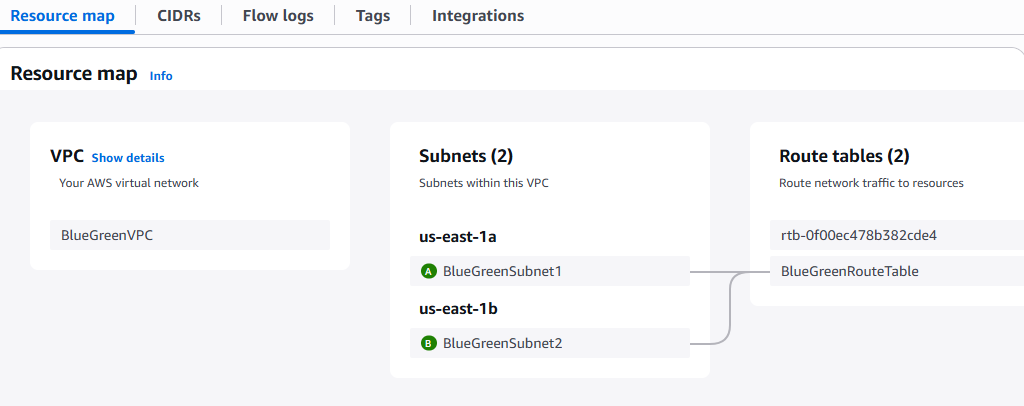 Resource map
CIDRs
Flow logs
Tags
Integrations
Resource map Info
VPC Show details
Your AWS virtual network
BlueGreenVPC
Subnets (2)
Subnets within this VPC
us-east-1a
A BlueGreenSubnet1
us-east-1b
B BlueGreenSubnet2
Route tables (2)
Route network traffic to resources
rtb-0f00ec478b382cde4
BlueGreenRouteTable